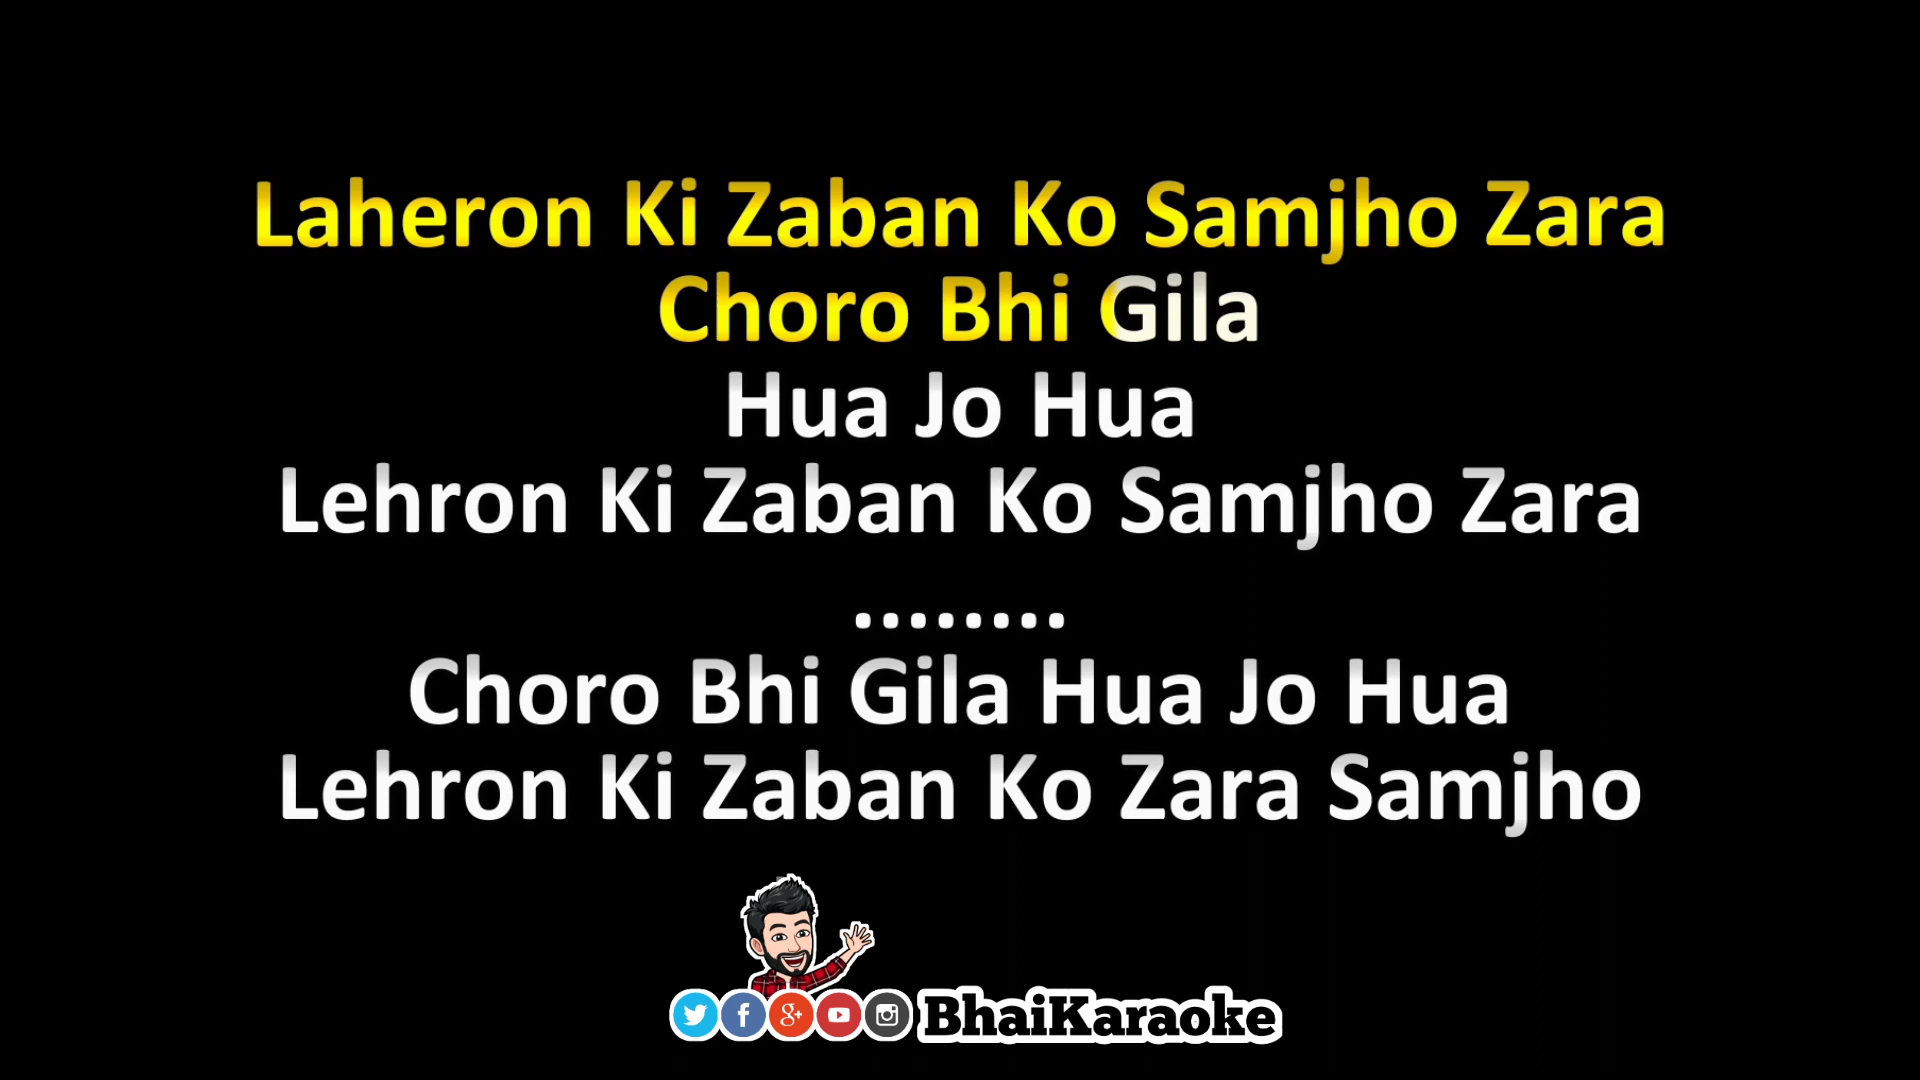 Laheron Ki Zaban Ko Samjho Zara
Choro Bhi Gila
Hua Jo Hua
Lehron Ki Zaban Ko Samjho Zara
........
Choro Bhi Gila Hua Jo Hua
Lehron Ki Zaban Ko Zara Samjho
BhaiKaraoke